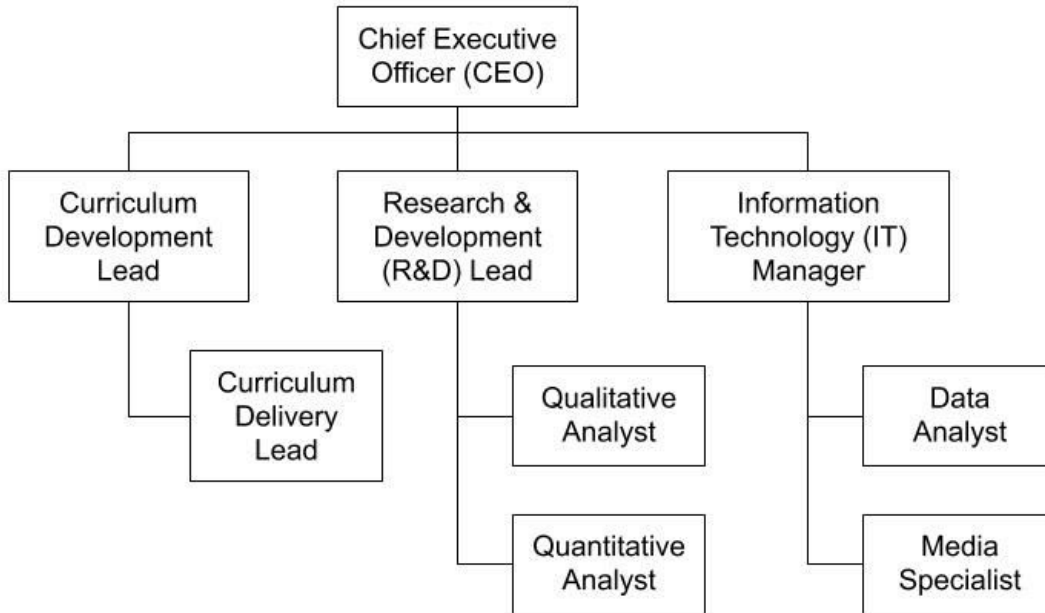 Chief Executive
Officer (CEO)
Curriculum
Development
Lead
Research &
Development
(R&D) Lead
Information
Technology (IT)
Manager
Curriculum
Delivery
Lead
Qualitative
Analyst
Data
Analyst
Quantitative
Analyst
Media
Specialist